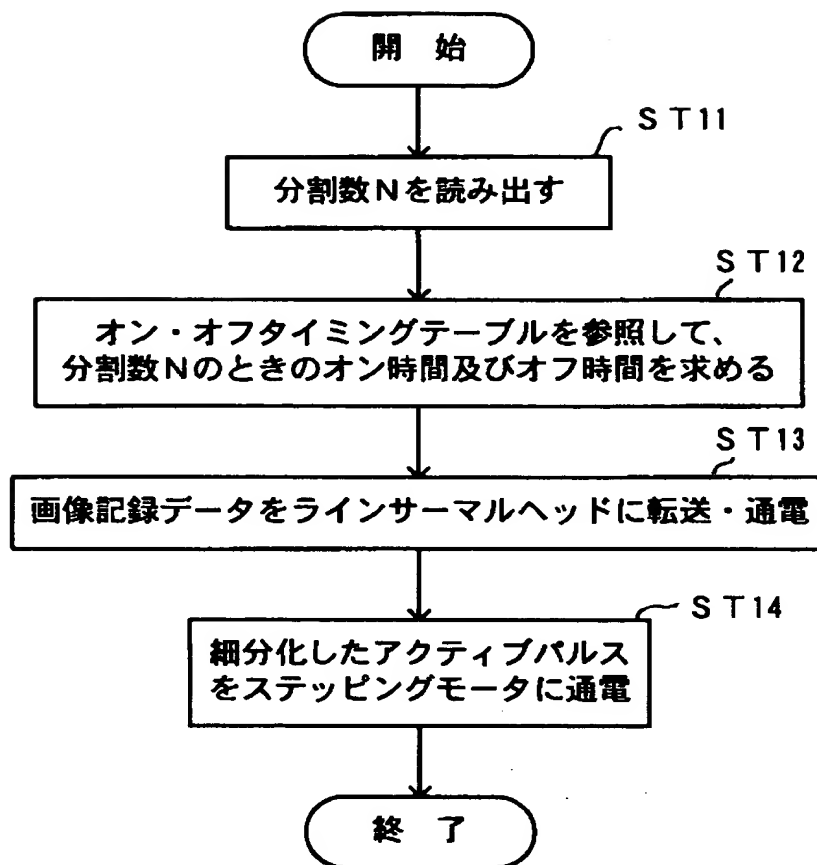 開 始
ST11
分割数Nを読み出す
ST12
オン・オフタイミングテーブルを参照して、
分割数Nのときのオン時間及びオフ時間を求める
ST13
画像記録データをラインサーマルヘッドに転送・通電
ST14
細分化したアクティブパルス
をステッピングモータに通電
終 了